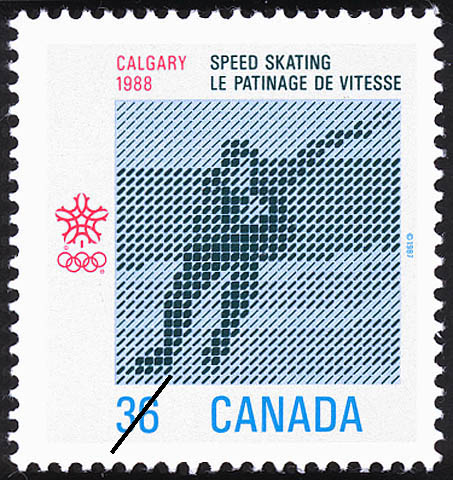 CALGARY
1988
SPEED SKATING
LE PATINAGE DE VITESSE
© 1987
36
CANADA